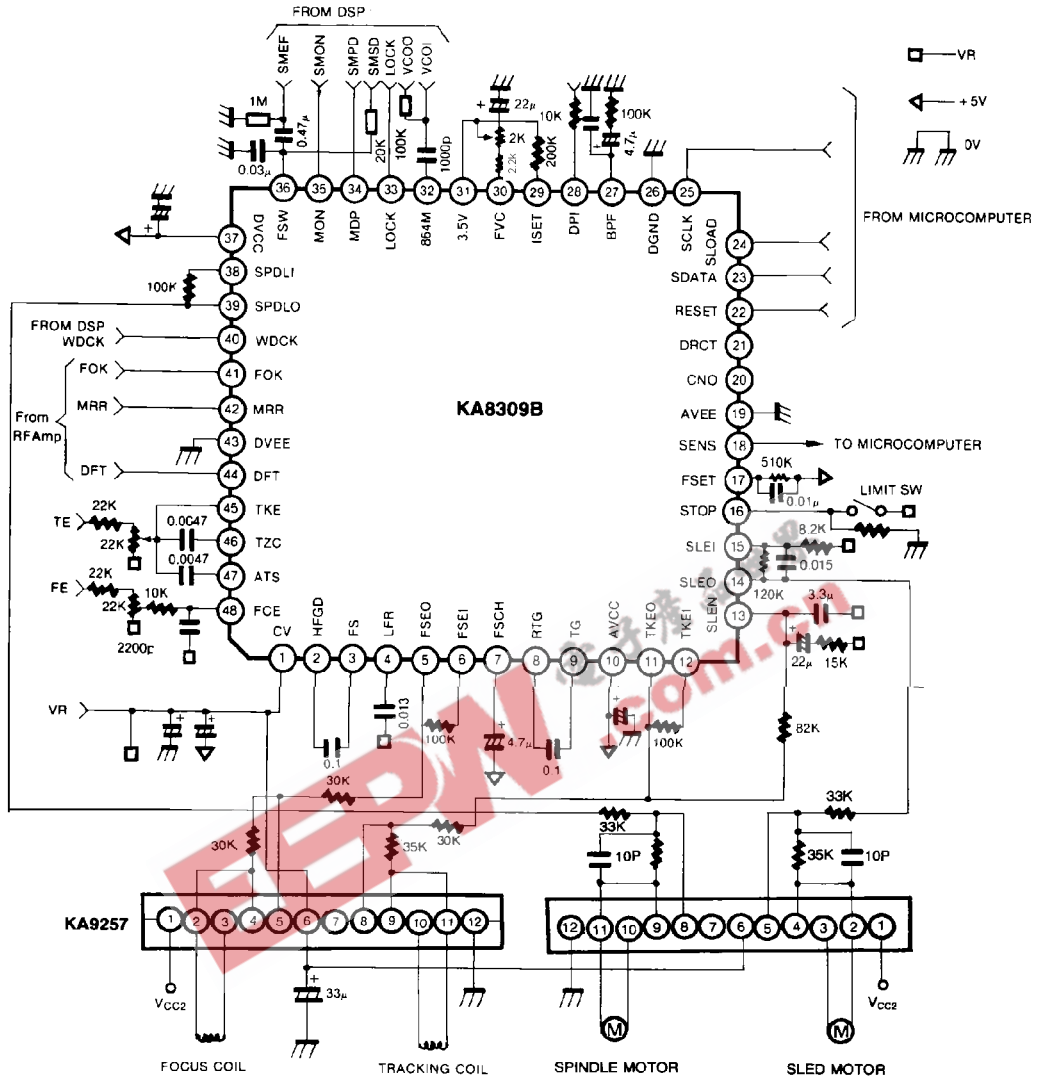 FROM DSP
SMEF
SMON
SMPD
SMSD
LOCK
VCOO
VCOI
VR
+5V
0V
1M
0.47μ
0.03μ
20K
100K
1000p
22μ
2K
2.2K
200K
10K
100K
4.7μ
36 35 34 33 32 31 30 29 28 27 26 25
FSW
MON
MDP
LOCK
864M
3.5V
FVC
ISET
DPI
BPF
DGND
SCLK
FROM MICROCOMPUTER
37 DVCC
38 SPDLI
100K
39 SPDLO
FROM DSP
WDCK
40 WDCK
FOK
41 FOK
MRR
42 MRR
From
RFAmp
43 DVEE
DFT
44 DFT
TE
22K
22K
45 TKE
0.0047
46 TZC
0.0047
47 ATS
FE
22K
22K
10K
48 FCE
2200p
KA8309B
SLOAD 24
SDATA 23
RESET 22
DRCT 21
CNO 20
AVEE 19
SENS 18
TO MICROCOMPUTER
FSET 17
510K
0.01μ
STOP 16
LIMIT SW
SLEI 15
8.2K
0.015
SLEO 14
120K
SLEN 13
3.3μ
22μ
15K
82K
CV
HFGD
FS
LFR
FSEO
FSEI
FSCH
RTG
TG
AVCC
TKEO
TKEI
1 2 3 4 5 6 7 8 9 10 11 12
VR
0.1
0.013
100K
4.7μ
0.1
100K
30K
30K
35K
30K
33K
10P
33K
35K
10P
KA9257
1 2 3 4 5 6 7 8 9 10 11 12
12 11 10 9 8 7 6 5 4 3 2 1
VCC2
33μ
M
M
VCC2
FOCUS COIL
TRACKING COIL
SPINDLE MOTOR
SLED MOTOR
EEPW.com.cn